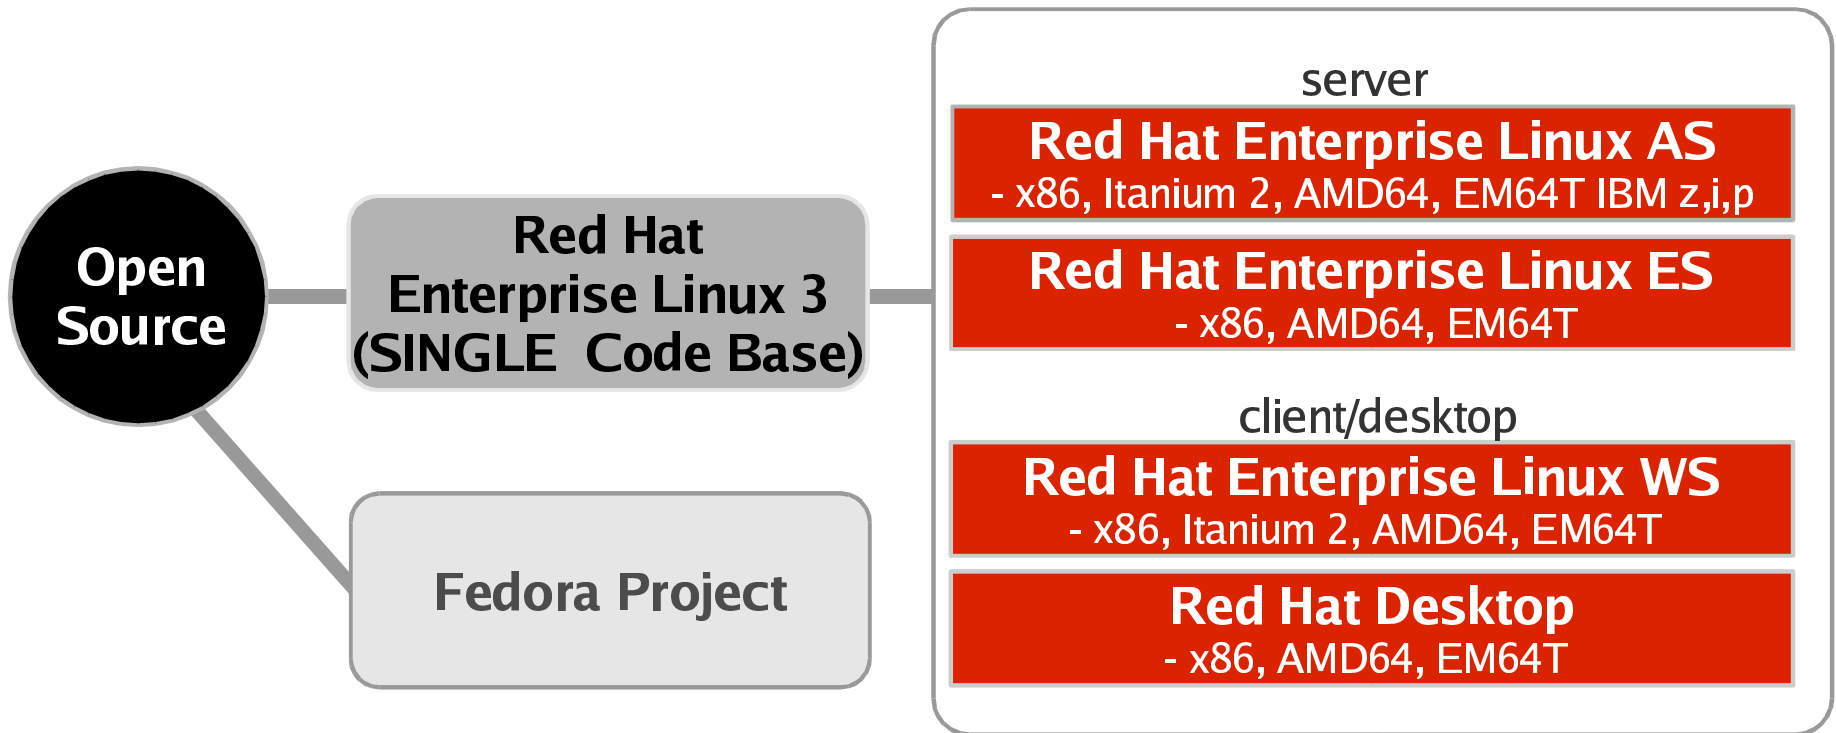 Open
Source
Red Hat
Enterprise Linux 3
(SINGLE Code Base)
Fedora Project
server
Red Hat Enterprise Linux AS
- x86, Itanium 2, AMD64, EM64T IBM z,i,p
Red Hat Enterprise Linux ES
- x86, AMD64, EM64T
client/desktop
Red Hat Enterprise Linux WS
- x86, Itanium 2, AMD64, EM64T
Red Hat Desktop
- x86, AMD64, EM64T